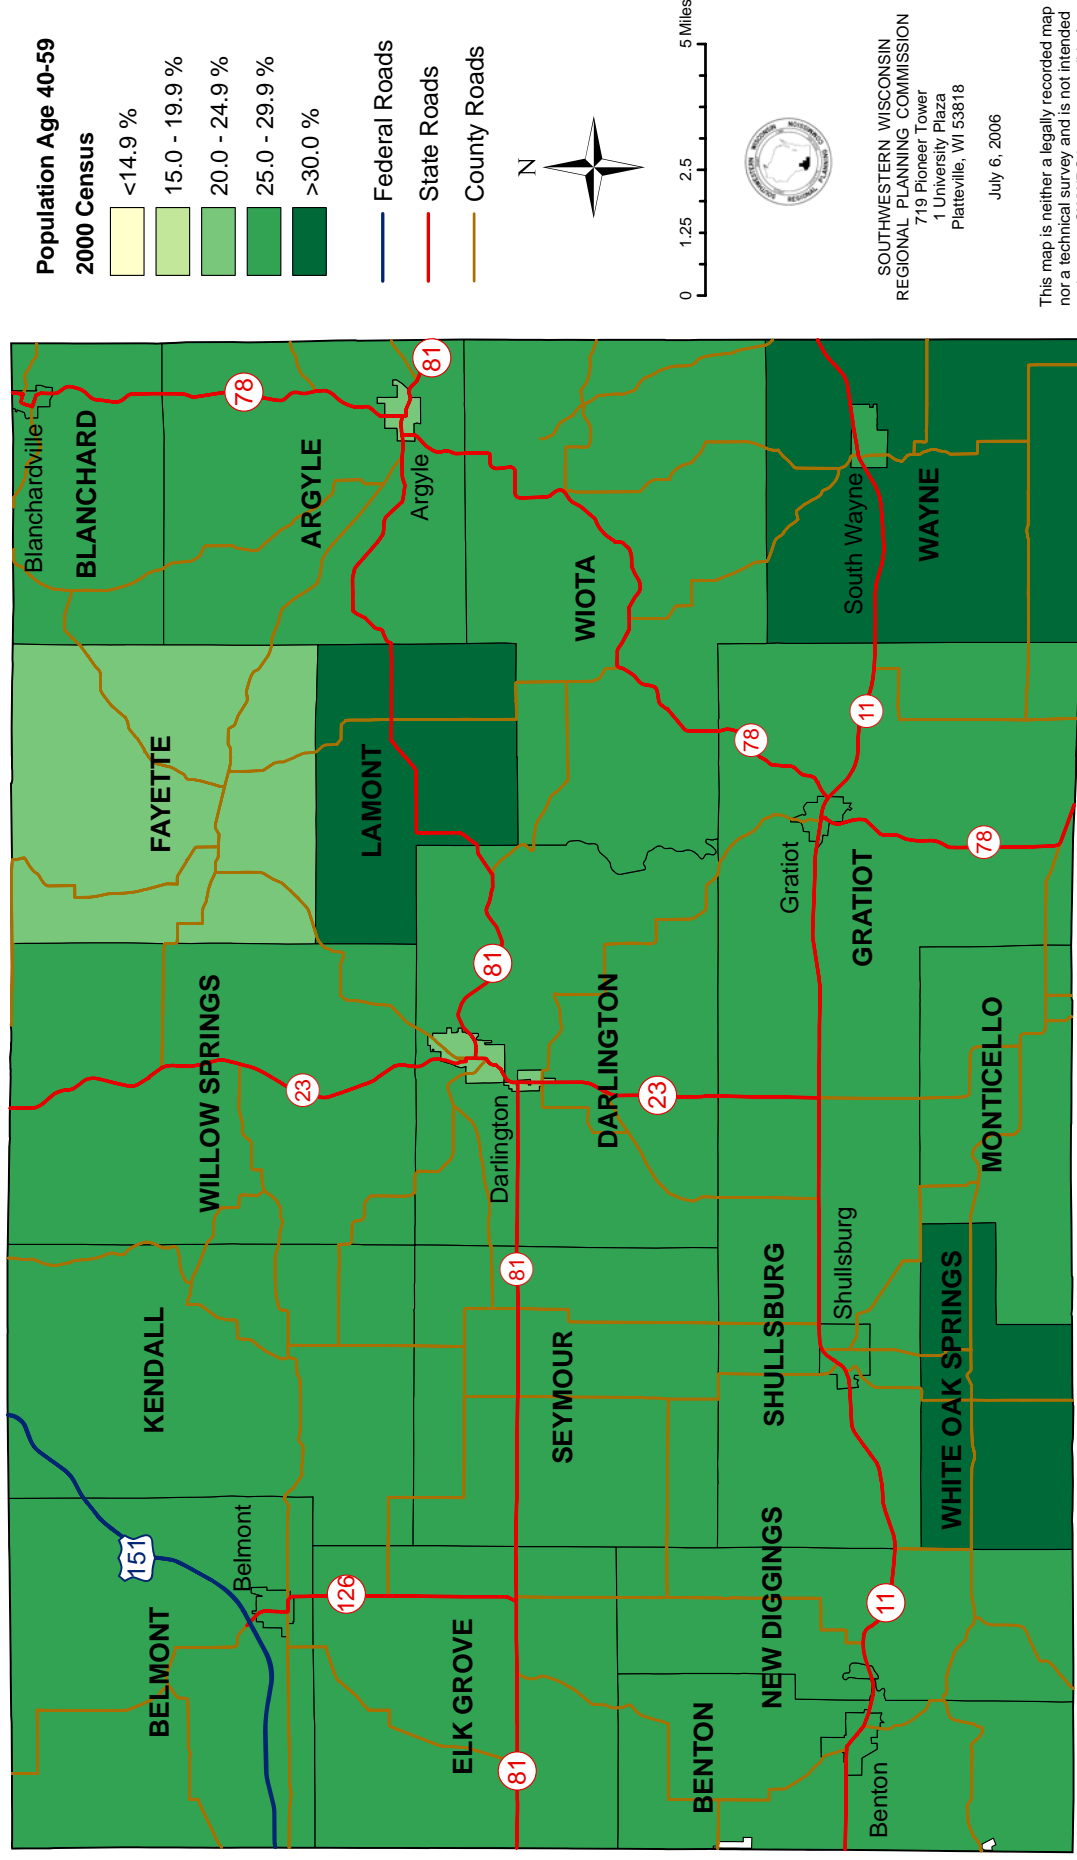 Population Age 40-59
2000 Census
<14.9 %
15.0 - 19.9 %
20.0 - 24.9 %
25.0 - 29.9 %
>30.0 %
Federal Roads
State Roads
County Roads
N
0 1.25 2.5 5 Miles
SOUTHWESTERN WISCONSIN
REGIONAL PLANNING COMMISSION
SOUTHWESTERN WISCONSIN
REGIONAL PLANNING COMMISSION
719 Pioneer Tower
1 University Plaza
Platteville, WI 53818
July 6, 2006
This map is neither a legally recorded map
nor a technical survey and is not intended
Blanchardville
BLANCHARD
78
ARGYLE
Argyle
81
FAYETTE
LAMONT
WIOTA
South Wayne
WAYNE
78
11
Gratiot
GRATIOT
78
WILLOW SPRINGS
23
81
Darlington
DARLINGTON
23
MONTICELLO
KENDALL
81
SEYMOUR
SHULLSBURG
Shullsburg
WHITE OAK SPRINGS
151
Belmont
BELMONT
126
ELK GROVE
81
NEW DIGGINGS
11
BENTON
Benton